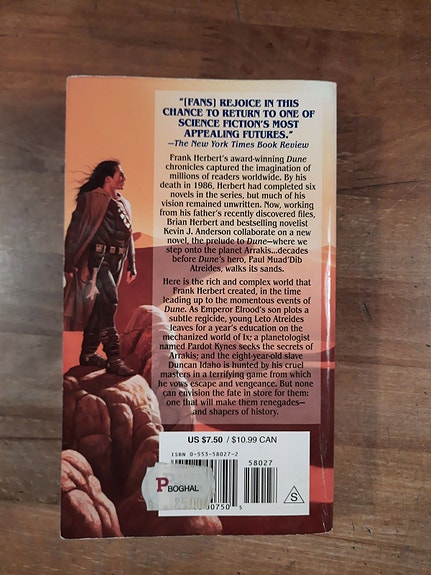 "[FANS] REJOICE IN THIS
CHANCE TO RETURN TO ONE OF
SCIENCE FICTION'S MOST
APPEALING FUTURES."
—The New York Times Book Review
Frank Herbert's award-winning Dune
chronicles captured the imagination of
millions of readers worldwide. By his
death in 1986, Herbert had completed six
novels in the series, but much of his
vision remained unwritten. Now, working
from his father's recently discovered files,
Brian Herbert and bestselling novelist
Kevin J. Anderson collaborate on a new
novel, the prelude to Dune—where we
step onto the planet Arrakis...decades
before Dune's hero, Paul Muad'Dib
Atreides, walks its sands.
Here is the rich and complex world that
Frank Herbert created, in the time
leading up to the momentous events of
Dune. As Emperor Elrood's son plots a
subtle regicide, young Leto Atreides
leaves for a year's education on the
mechanized world of Ix; a planetologist
named Pardot Kynes seeks the secrets of
Arrakis; and the eight-year-old slave
Duncan Idaho is hunted by his cruel
masters in a terrifying game from which
he vows escape and vengeance. But none
can envision the fate in store for them:
one that will make them renegades—
and shapers of history.
US $7.50 / $10.99 CAN
ISBN 0-553-58027-2
58027
P
BOGHAL
00750
5
S